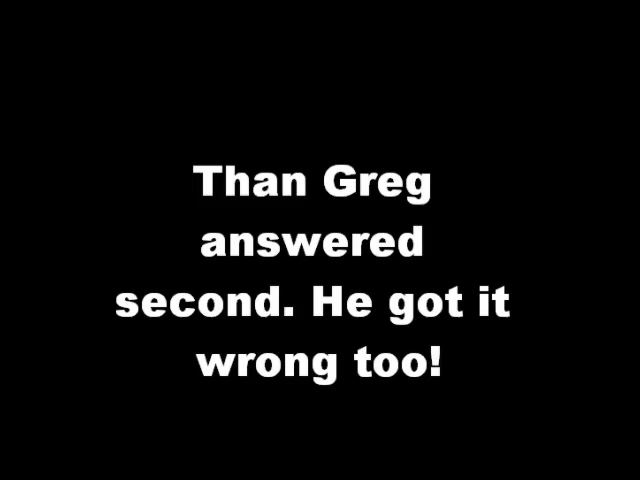 Than Greg
answered
second. He got it
wrong too!